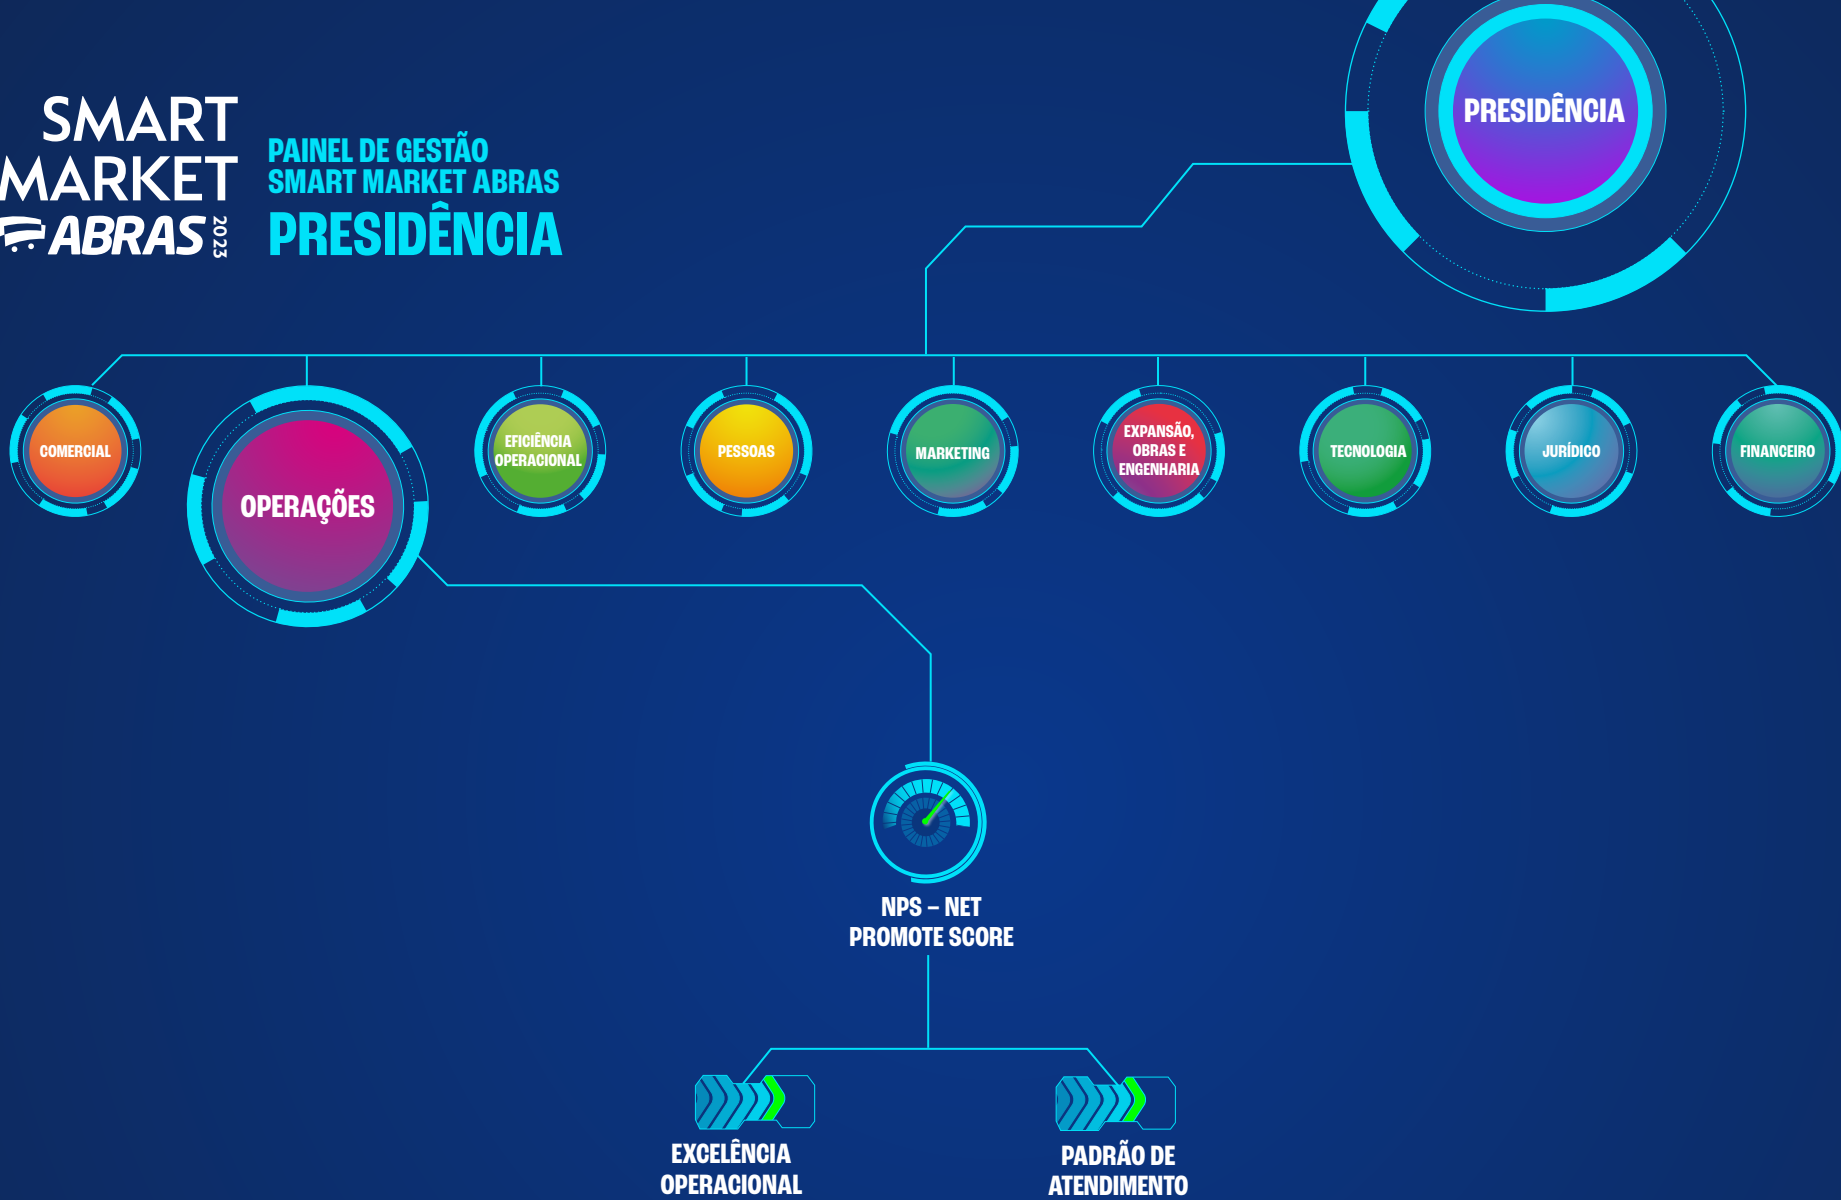 SMART
MARKET
ABRAS 2023
PAINEL DE GESTÃO
SMART MARKET ABRAS
PRESIDÊNCIA
PRESIDÊNCIA
COMERCIAL
OPERAÇÕES
EFICIÊNCIA
OPERACIONAL
PESSOAS
MARKETING
EXPANSÃO,
OBRAS E
ENGENHARIA
TECNOLOGIA
JURÍDICO
FINANCEIRO
NPS – NET
PROMOTE SCORE
EXCELÊNCIA
OPERACIONAL
PADRÃO DE
ATENDIMENTO